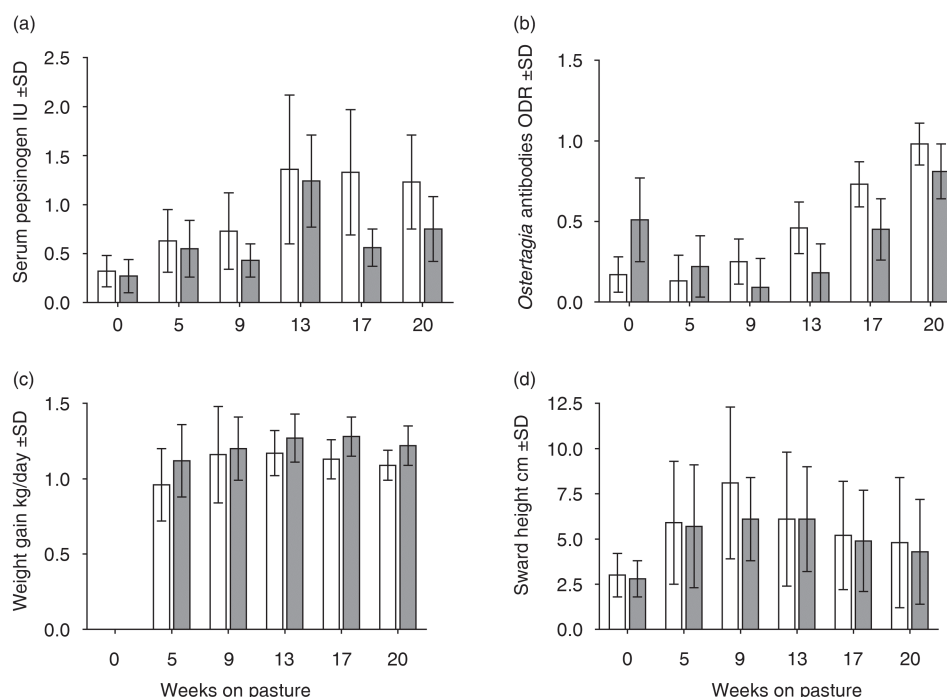 (a)
Serum pepsinogen IU ±SD
2.5
2.0
1.5
1.0
0.5
0.0
0 5 9 13 17 20
(b)
Ostertagia antibodies ODR ±SD
1.5
1.0
0.5
0.0
0 5 9 13 17 20
(c)
Weight gain kg/day ±SD
1.5
1.0
0.5
0.0
0 5 9 13 17 20
Weeks on pasture
(d)
Sward height cm ±SD
12.5
10.0
7.5
5.0
2.5
0.0
0 5 9 13 17 20
Weeks on pasture